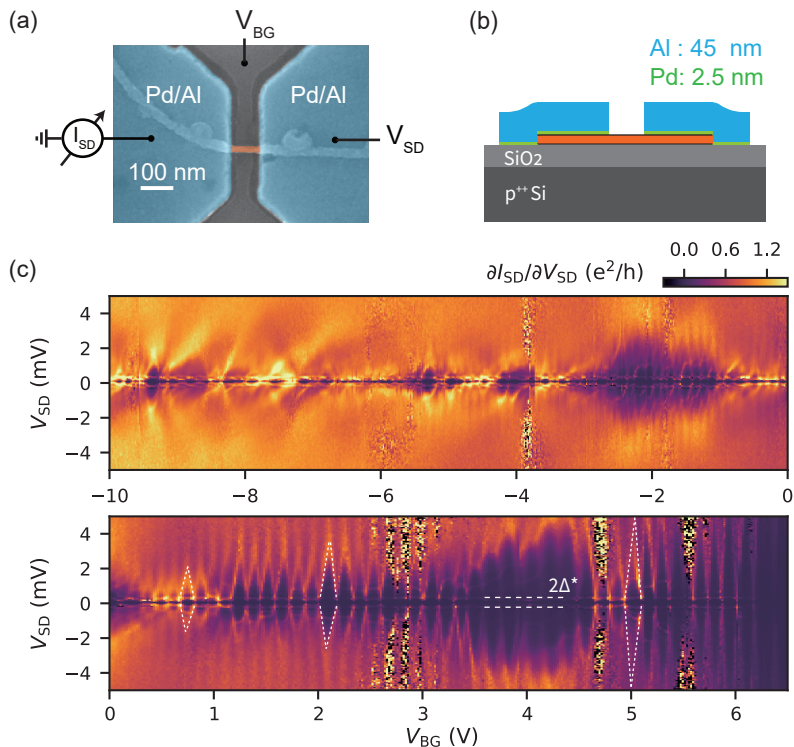 (a)
V_BG
Pd/Al
Pd/Al
I_SD
V_SD
100 nm
(b)
Al : 45 nm
Pd: 2.5 nm
SiO2
p⁺⁺ Si
(c)
∂I_SD/∂V_SD (e²/h)
0.0 0.6 1.2
V_SD (mV)
4
2
0
−2
−4
−10 −8 −6 −4 −2 0
V_SD (mV)
4
2
0
−2
−4
2Δ*
0 1 2 3 4 5 6
V_BG (V)